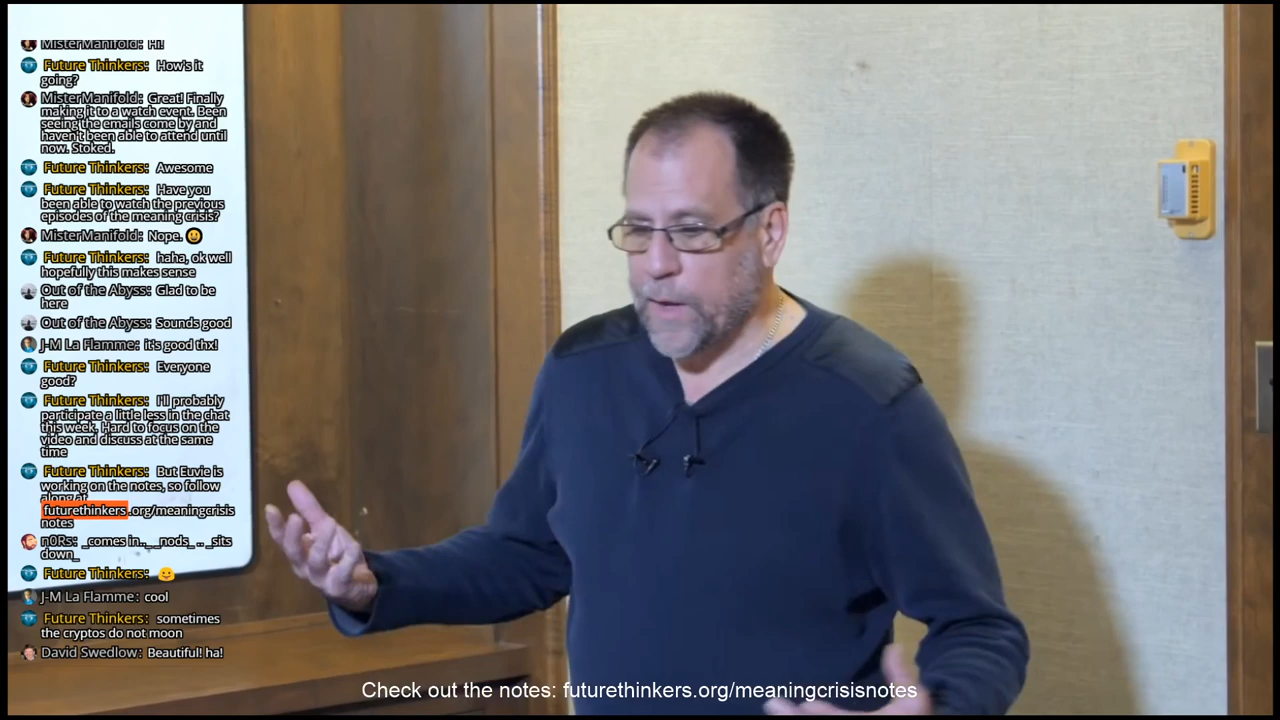 MisterManifold: Hi!
Future Thinkers: How's it
going?
MisterManifold: Great! Finally
making it to a watch event. Been
seeing the emails come by and
haven't been able to attend until
now. Stoked.
Future Thinkers: Awesome
Future Thinkers: Have you
been able to watch the previous
episodes of the meaning crisis?
MisterManifold: Nope. 😀
Future Thinkers: haha, ok well
hopefully this makes sense
Out of the Abyss: Glad to be
here
Out of the Abyss: Sounds good
J-M La Flamme: it's good thx!
Future Thinkers: Everyone
good?
Future Thinkers: I'll probably
participate a little less in the chat
this week. Hard to focus on the
video and discuss at the same
time
Future Thinkers: But Euvie is
working on the notes, so follow
along at
futurethinkers.org/meaningcrisis
notes
n0Rs: _comes in.._ _nods_ .. _sits
down_
Future Thinkers: 🤗
J-M La Flamme: cool
Future Thinkers: sometimes
the cryptos do not moon
David Swedlow: Beautiful! ha!
Check out the notes: futurethinkers.org/meaningcrisisnotes